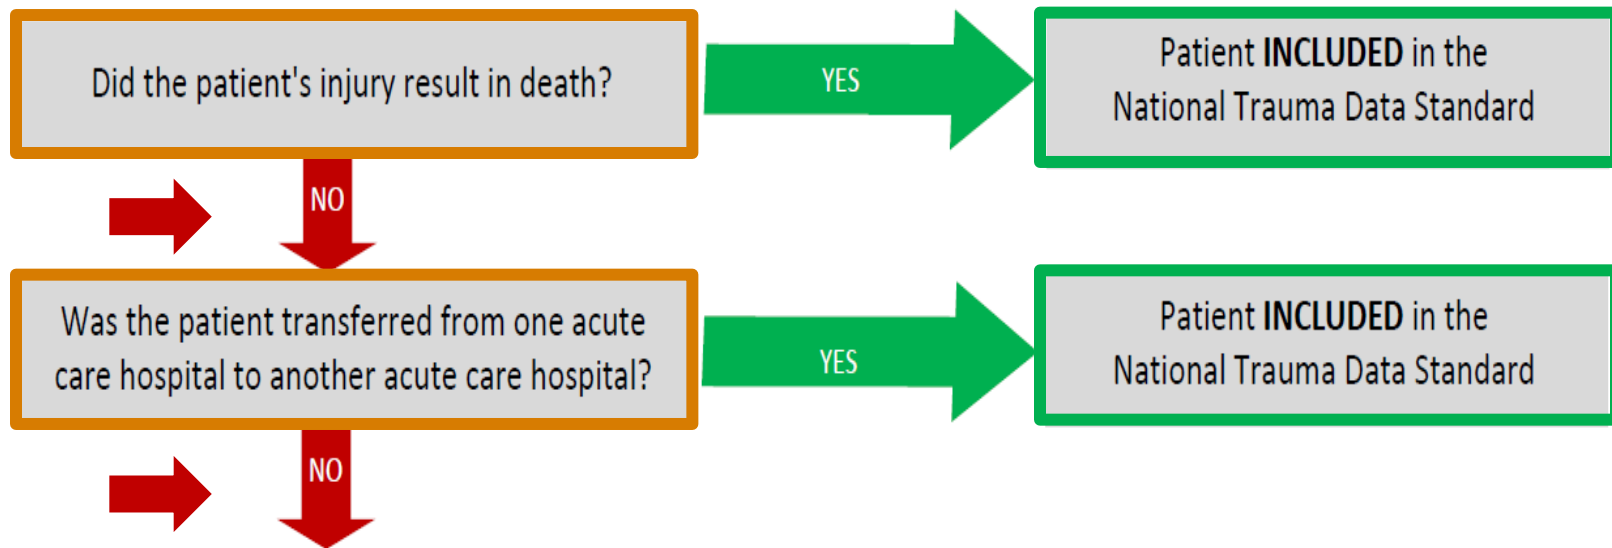 Did the patient's injury result in death?
YES
Patient INCLUDED in the
National Trauma Data Standard
NO
Was the patient transferred from one acute
care hospital to another acute care hospital?
YES
Patient INCLUDED in the
National Trauma Data Standard
NO